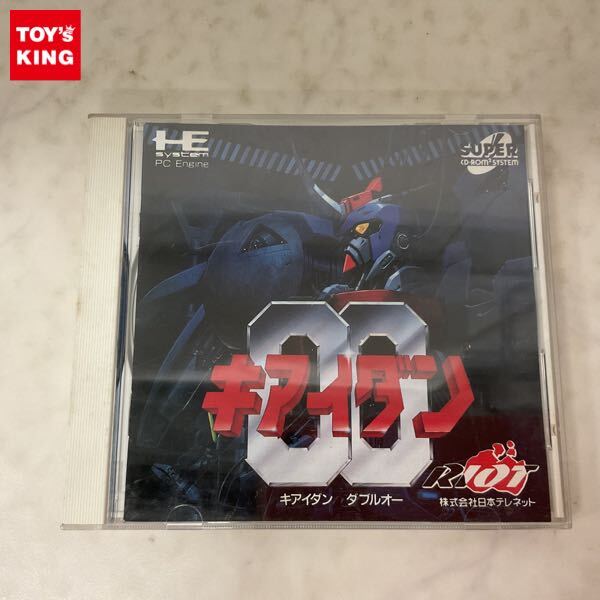 TOY's
KING
HE
system
PC Engine
SUPER
CD-ROM² SYSTEM
00
キアイダン
キアイダン ダブルオー
RIOT
株式会社日本テレネット